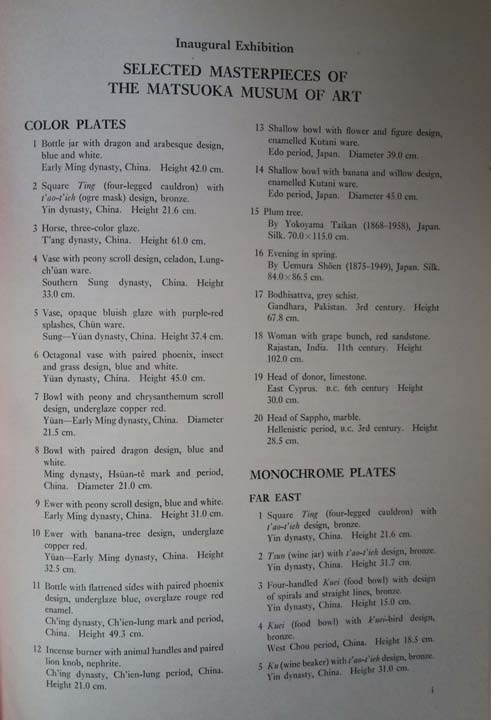 Inaugural Exhibition
SELECTED MASTERPIECES OF
THE MATSUOKA MUSUM OF ART
COLOR PLATES
1 Bottle jar with dragon and arabesque design,
blue and white.
Early Ming dynasty, China. Height 42.0 cm.
2 Square Ting (four-legged cauldron) with
t'ao-t'ieh (ogre mask) design, bronze.
Yin dynasty, China. Height 21.6 cm.
3 Horse, three-color glaze.
T'ang dynasty, China. Height 61.0 cm.
4 Vase with peony scroll design, celadon, Lung-
ch'üan ware.
Southern Sung dynasty, China. Height
33.0 cm.
5 Vase, opaque bluish glaze with purple-red
splashes, Chün ware.
Sung—Yüan dynasty, China. Height 37.4 cm.
6 Octagonal vase with paired phoenix, insect
and grass design, blue and white.
Yüan dynasty, China. Height 45.0 cm.
7 Bowl with peony and chrysanthemum scroll
design, underglaze copper red.
Yüan—Early Ming dynasty, China. Diameter
21.5 cm.
8 Bowl with paired dragon design, blue and
white.
Ming dynasty, Hsüan-tê mark and period,
China. Diameter 21.0 cm.
9 Ewer with peony scroll design, blue and white.
Early Ming dynasty, China. Height 31.0 cm.
10 Ewer with banana-tree design, underglaze
copper red.
Yüan—Early Ming dynasty, China. Height
32.5 cm.
11 Bottle with flattened sides with paired phoenix
design, underglaze blue, overglaze rouge red
enamel.
Ch'ing dynasty, Ch'ien-lung mark and period,
China. Height 49.3 cm.
12 Incense burner with animal handles and paired
lion knob, nephrite.
Ch'ing dynasty, Ch'ien-lung period, China.
Height 21.0 cm.
13 Shallow bowl with flower and figure design,
enamelled Kutani ware.
Edo period, Japan. Diameter 39.0 cm.
14 Shallow bowl with banana and willow design,
enamelled Kutani ware.
Edo period, Japan. Diameter 45.0 cm.
15 Plum tree.
By Yokoyama Taikan (1868–1958), Japan.
Silk. 70.0×115.0 cm.
16 Evening in spring.
By Uemura Shōen (1875–1949), Japan. Silk.
84.0×86.5 cm.
17 Bodhisattva, grey schist.
Gandhara, Pakistan. 3rd century. Height
67.8 cm.
18 Woman with grape bunch, red sandstone.
Rajastan, India. 11th century. Height
102.0 cm.
19 Head of donor, limestone.
East Cyprus. B.C. 6th century Height
30.0 cm.
20 Head of Sappho, marble.
Hellenistic period, B.C. 3rd century. Height
28.5 cm.
MONOCHROME PLATES
FAR EAST
1 Square Ting (four-legged cauldron) with
t'ao-t'ieh design, bronze.
Yin dynasty, China. Height 21.6 cm.
2 Tsun (wine jar) with t'ao-t'ieh design, bronze.
Yin dynasty, China. Height 31.7 cm.
3 Four-handled Kuei (food bowl) with design
of spirals and straight lines, bronze.
Yin dynasty, China. Height 15.0 cm.
4 Kuei (food bowl) with k'uei-bird design,
bronze.
West Chou period, China. Height 18.5 cm.
5 Ku (wine beaker) with t'ao-t'ieh design, bronze.
Yin dynasty, China. Height 31.0 cm.
i